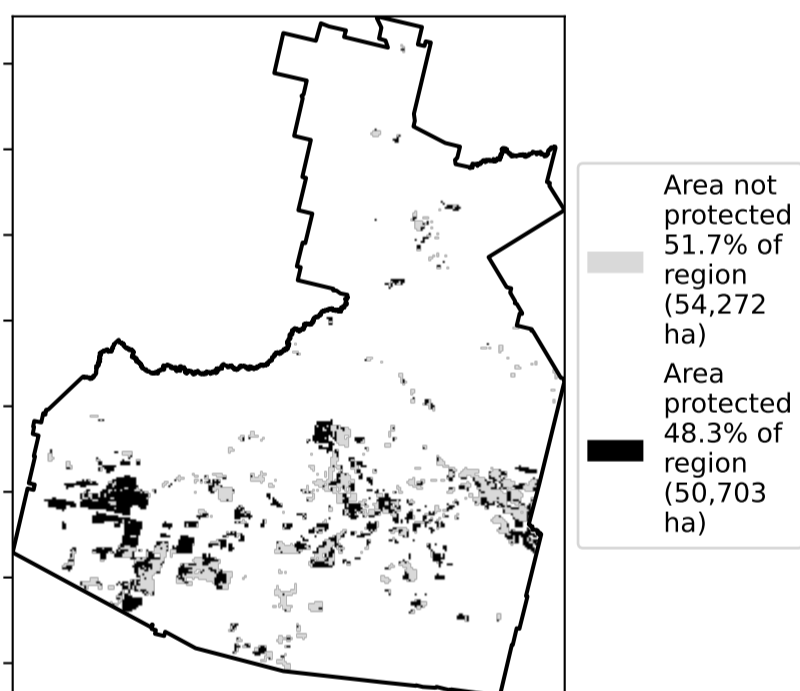 Area not
protected
51.7% of
region
(54,272
ha)
Area
protected
48.3% of
region
(50,703
ha)